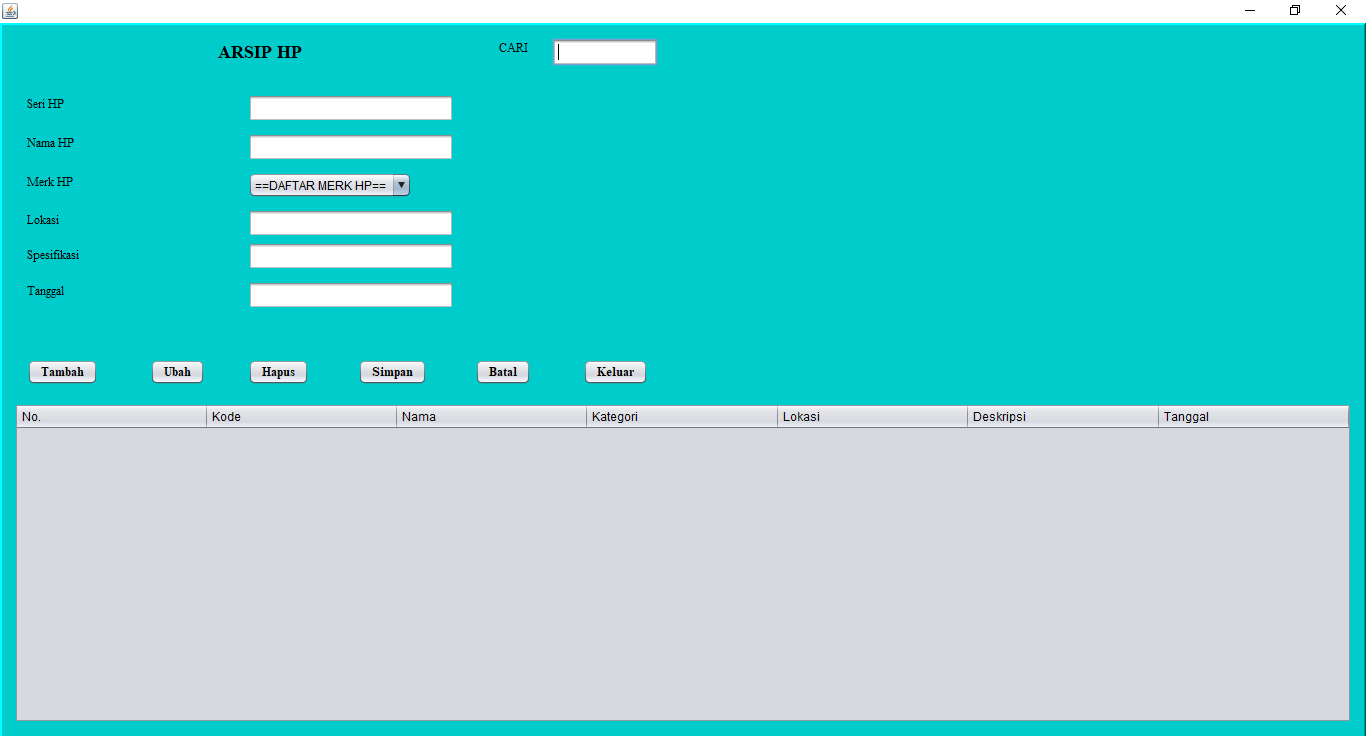 ARSIP HP
CARI
Seri HP
Nama HP
Merk HP
==DAFTAR MERK HP==
Lokasi
Spesifikasi
Tanggal
Tambah Ubah Hapus Simpan Batal Keluar
No. Kode Nama Kategori Lokasi Deskripsi Tanggal